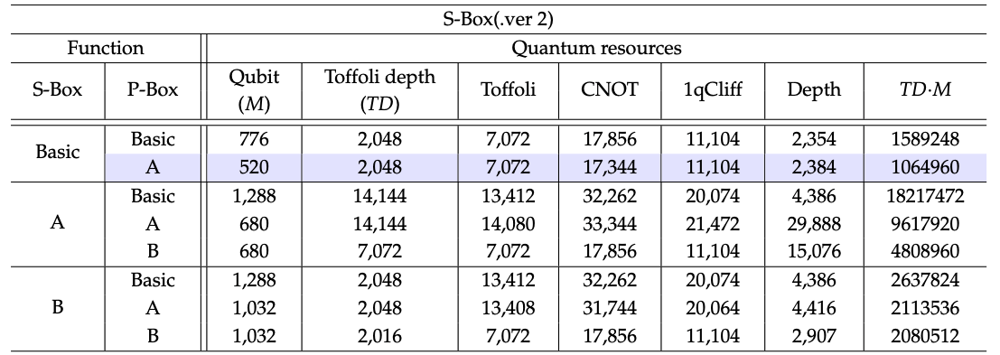 S-Box(.ver 2)
Function Quantum resources
S-Box P-Box Qubit (M) Toffoli depth (TD) Toffoli CNOT 1qCliff Depth TD·M
Basic Basic 776 2,048 7,072 17,856 11,104 2,354 1589248
A 520 2,048 7,072 17,344 11,104 2,384 1064960
A Basic 1,288 14,144 13,412 32,262 20,074 4,386 18217472
A 680 14,144 14,080 33,344 21,472 29,888 9617920
B 680 7,072 7,072 17,856 11,104 15,076 4808960
B Basic 1,288 2,048 13,412 32,262 20,074 4,386 2637824
A 1,032 2,048 13,408 31,744 20,064 4,416 2113536
B 1,032 2,016 7,072 17,856 11,104 2,907 2080512